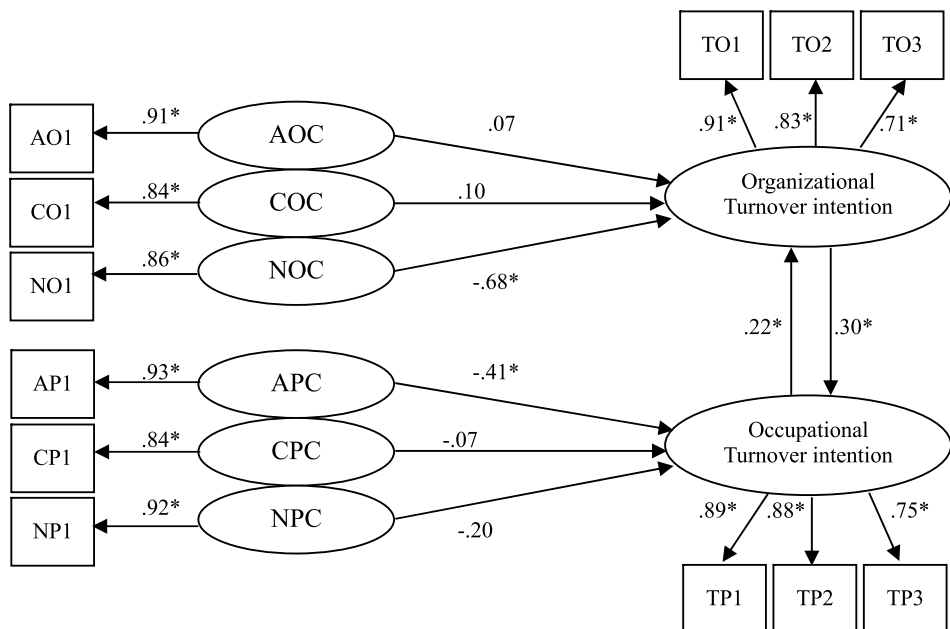 TO1 TO2 TO3
.91* .83* .71*
AO1 .91* AOC .07
CO1 .84* COC .10
NO1 .86* NOC -.68*
Organizational
Turnover intention
.22* .30*
AP1 .93* APC -.41*
CP1 .84* CPC -.07
NP1 .92* NPC -.20
Occupational
Turnover intention
.89* .88* .75*
TP1 TP2 TP3